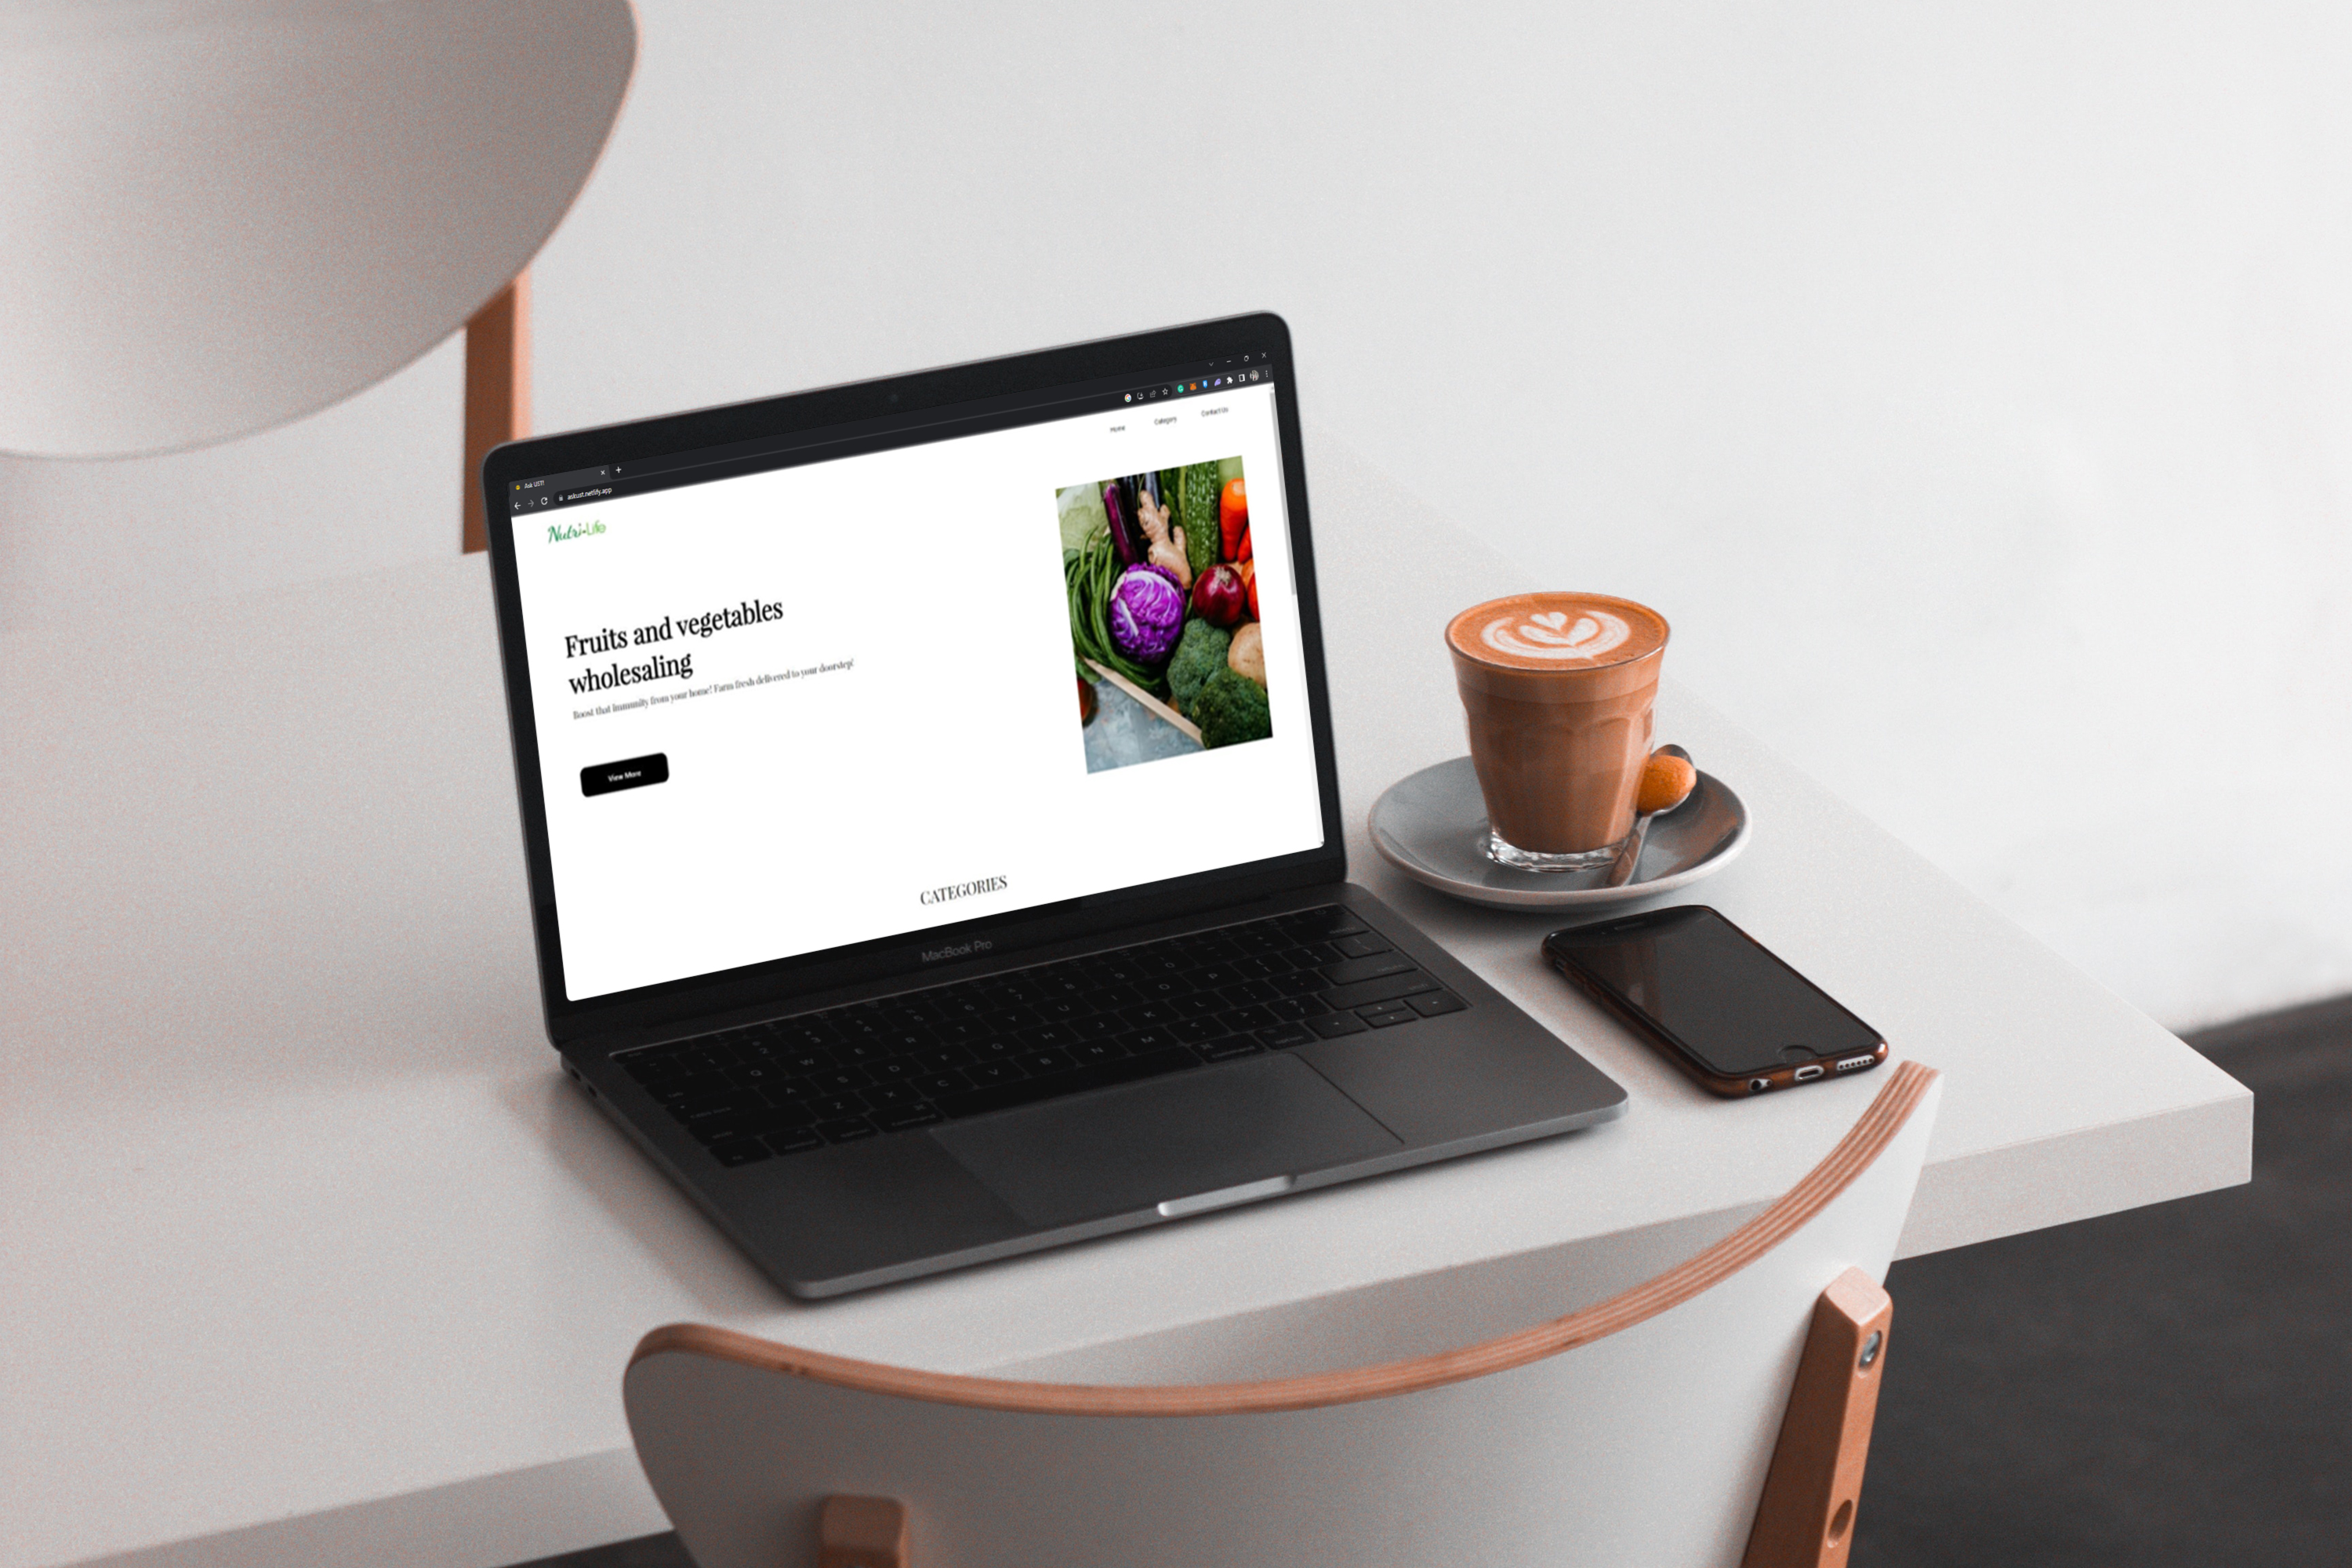 Ask UST!
askust.netlify.app
Nutri-Life
Home Category Contact Us
Fruits and vegetables
wholesaling
Boost that immunity from your home! Farm fresh delivered to your doorstep!
View More
CATEGORIES
MacBook Pro
Q W E R T Y U I O P
A S D F G H J K L
Z X C V B N M